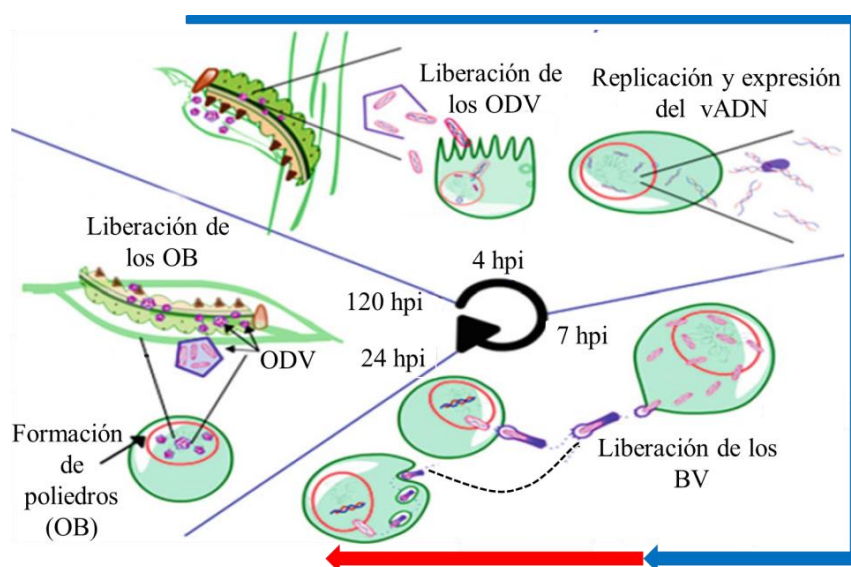 Liberación de
los ODV
Replicación y expresión
del vADN
Liberación de
los OB
4 hpi
120 hpi
7 hpi
24 hpi
ODV
Formación
de
poliedros
(OB)
Liberación de los
BV